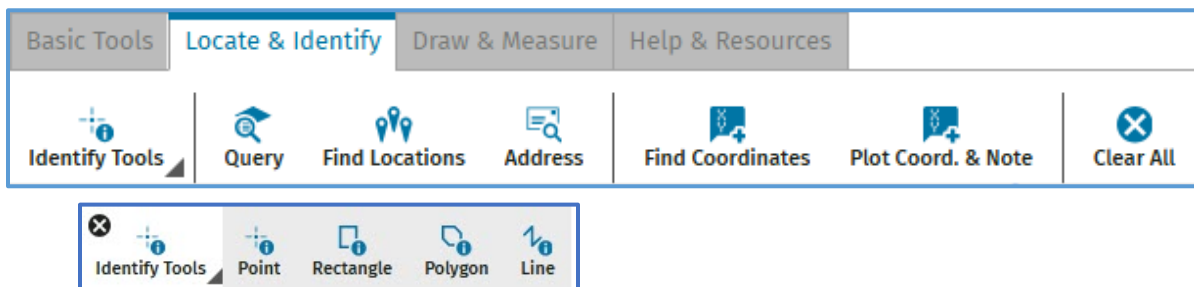 Basic Tools Locate & Identify Draw & Measure Help & Resources
Identify Tools Query Find Locations Address Find Coordinates Plot Coord. & Note Clear All
Identify Tools Point Rectangle Polygon Line